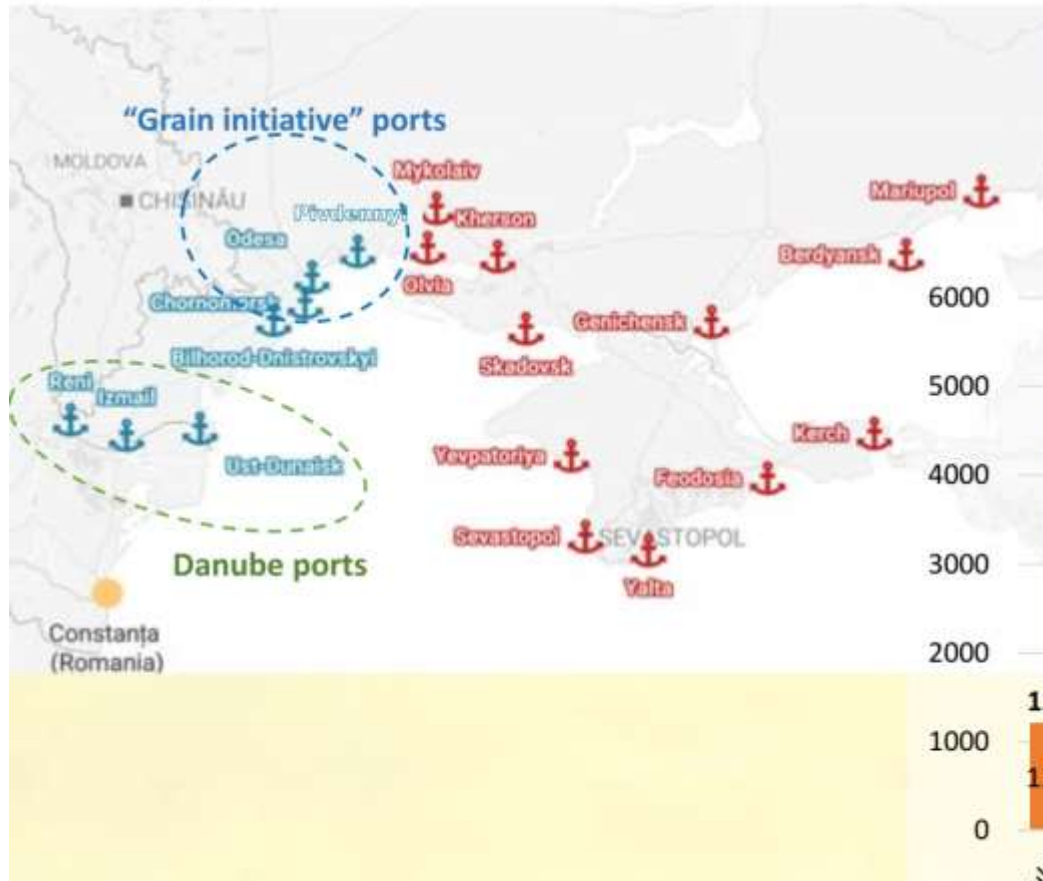 “Grain initiative” ports
MOLDOVA
CHIȘINĂU
Mykolaiv
Mariupol
Pivdennyi
Kherson
Odesa
Berdyansk
Olvia
Chornomorsk
6000
Genichensk
Bilhorod-Dnistrovskyi
Skadovsk
Reni
5000
Izmail
Kerch
Yevpatoriya
Ust-Dunaisk
Feodosia
4000
Sevastopol
SEVASTOPOL
Danube ports
3000
Yalta
Constanța
(Romania)
2000
1000
0